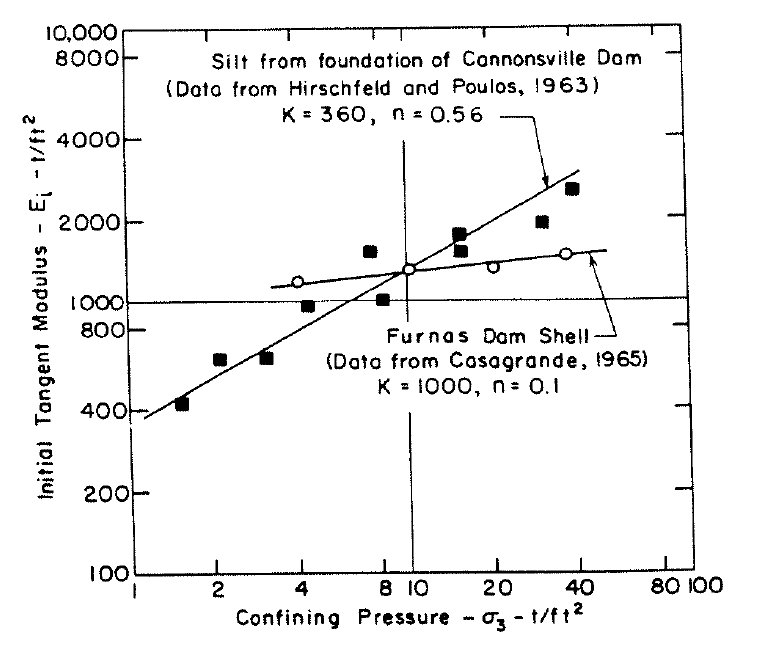 10,000
8000
4000
2000
1000
800
400
200
100
Initial Tangent Modulus - Ei - t/ft²
Silt from foundation of Cannonsville Dam
(Data from Hirschfeld and Poulos, 1963)
K = 360, n = 0.56
Furnas Dam Shell
(Data from Casagrande, 1965)
K = 1000, n = 0.1
1 2 4 8 10 20 40 80 100
Confining Pressure - σ3 - t/ft²